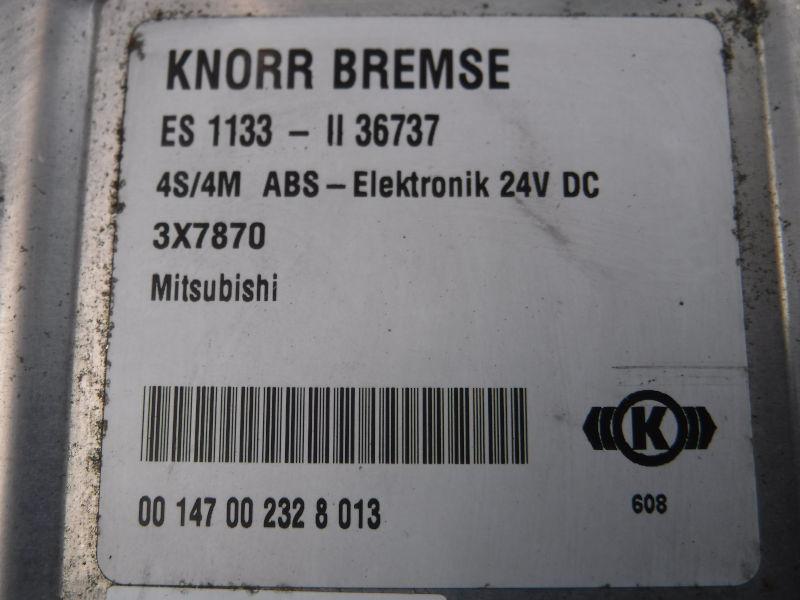 KNORR BREMSE
ES 1133 - II 36737
4S/4M ABS - Elektronik 24V DC
3X7870
Mitsubishi
K
00 147 00 232 8 013
608